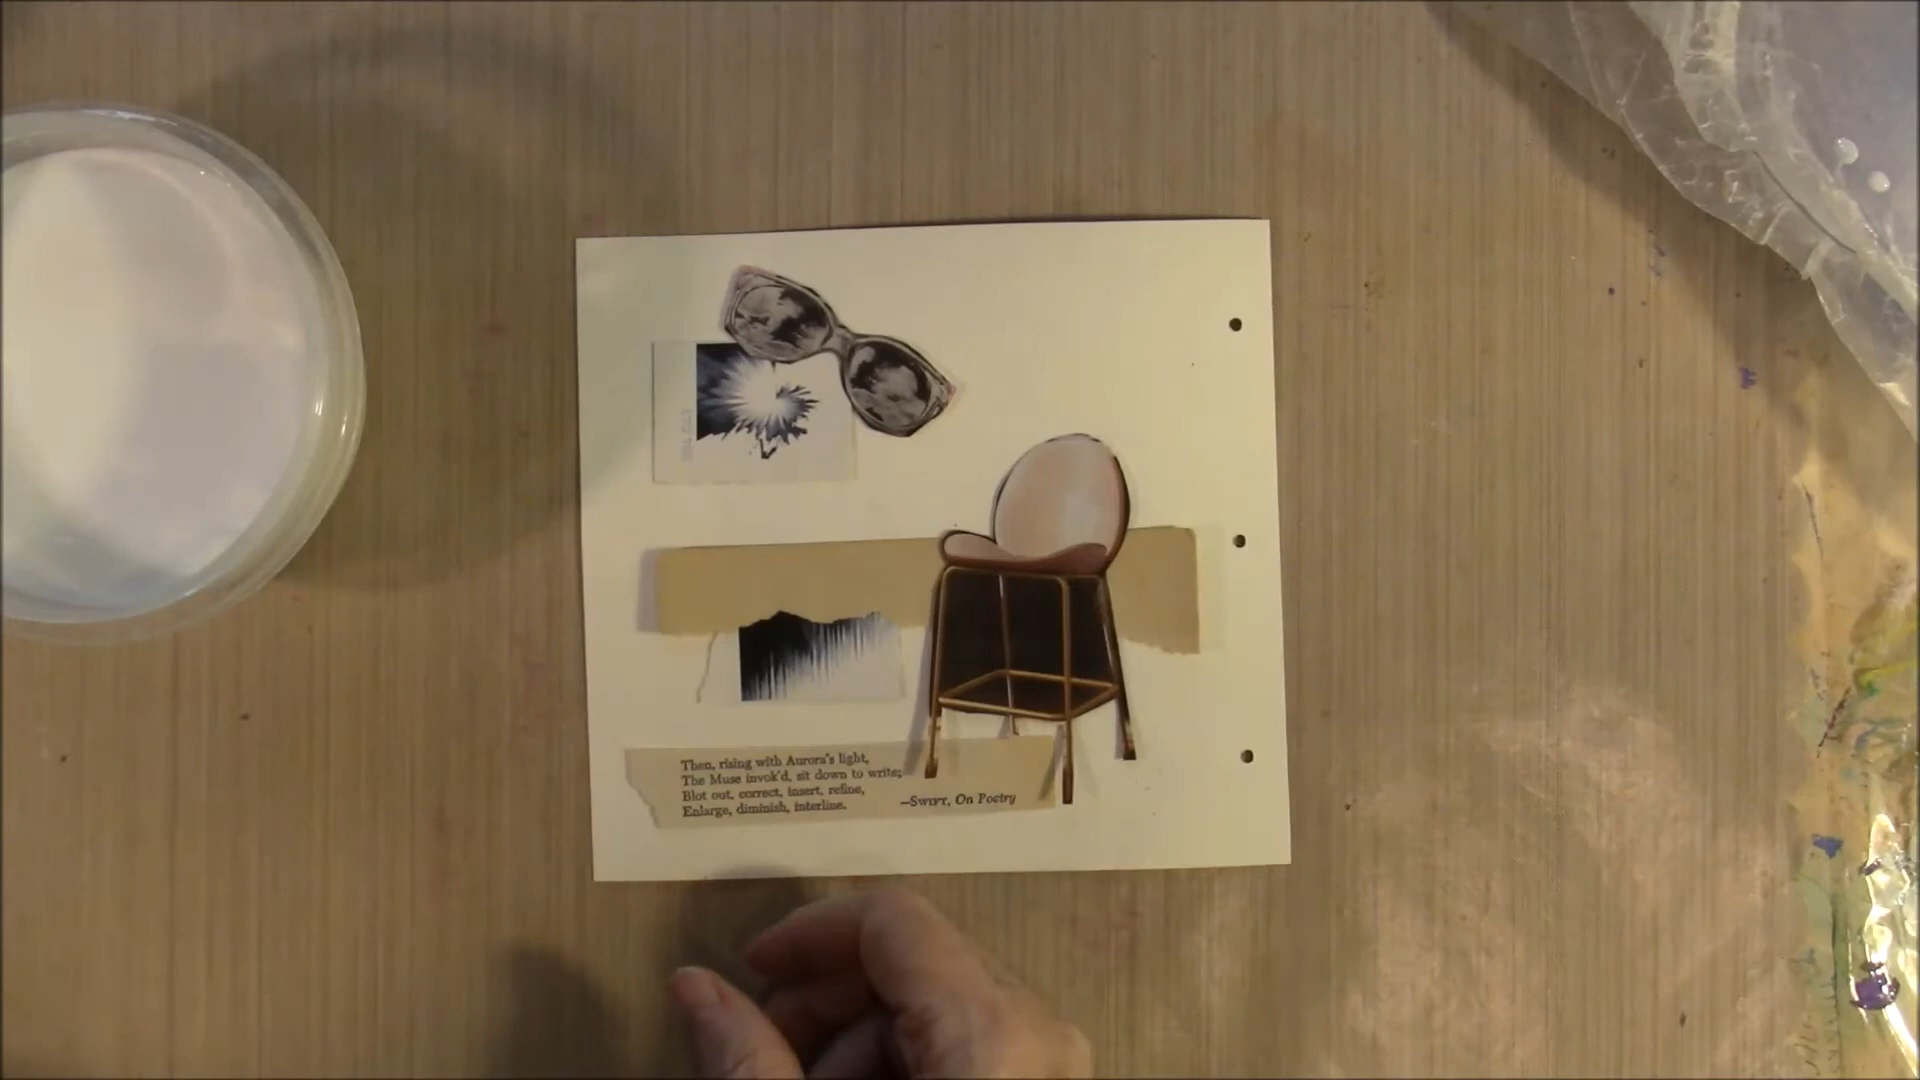 Then, rising with Aurora's light,
The Muse invok'd, sit down to write;
Blot out, correct, insert, refine,
Enlarge, diminish, interline.
—SWIFT, On Poetry